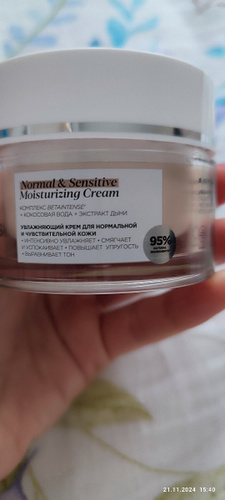 Normal & Sensitive
Moisturizing Cream
КОМПЛЕКС BETAINTENSE®
• КОКОСОВАЯ ВОДА • ЭКСТРАКТ ДЫНИ
УВЛАЖНЯЮЩИЙ КРЕМ ДЛЯ НОРМАЛЬНОЙ
И ЧУВСТВИТЕЛЬНОЙ КОЖИ
• ИНТЕНСИВНО УВЛАЖНЯЕТ • СМЯГЧАЕТ
И УСПОКАИВАЕТ • ПОВЫШАЕТ УПРУГОСТЬ
• ВЫРАВНИВАЕТ ТОН
95%
21.11.2024 15:40